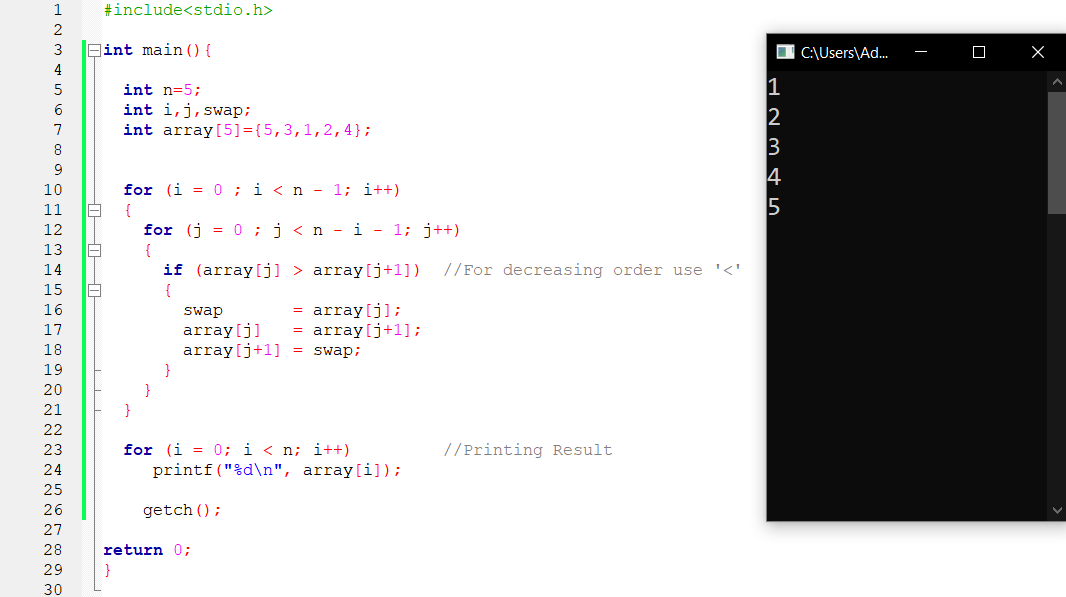 1 #include<stdio.h>
2
3 int main(){
4
5   int n=5;
6   int i,j,swap;
7   int array[5]={5,3,1,2,4};
8
9
10   for (i = 0 ; i < n - 1; i++)
11   {
12     for (j = 0 ; j < n - i - 1; j++)
13     {
14       if (array[j] > array[j+1])  //For decreasing order use '<'
15       {
16         swap       = array[j];
17         array[j]   = array[j+1];
18         array[j+1] = swap;
19       }
20     }
21   }
22
23   for (i = 0; i < n; i++)         //Printing Result
24      printf("%d\n", array[i]);
25
26     getch();
27
28 return 0;
29 }
30
C:\Users\Ad...
1
2
3
4
5